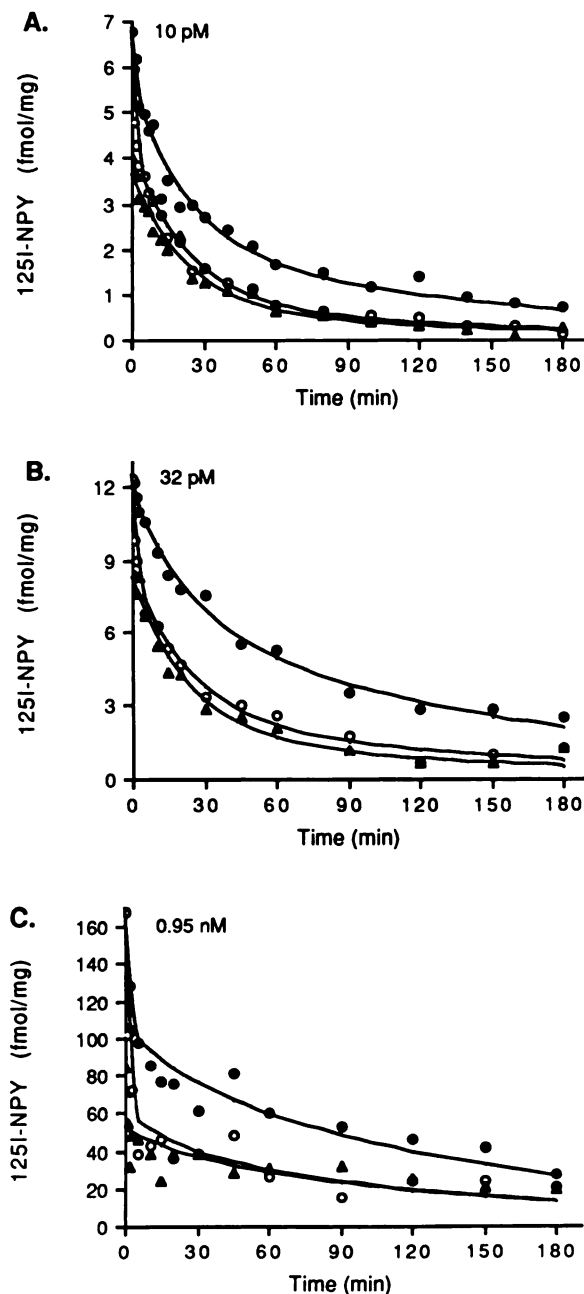 A.
10 pM
125I-NPY (fmol/mg)
7
6
5
4
3
2
1
0
0 30 60 90 120 150 180
Time (min)
B.
32 pM
125I-NPY (fmol/mg)
12
9
6
3
0
0 30 60 90 120 150 180
Time (min)
C.
0.95 nM
125I-NPY (fmol/mg)
160
140
120
100
80
60
40
20
0
0 30 60 90 120 150 180
Time (min)